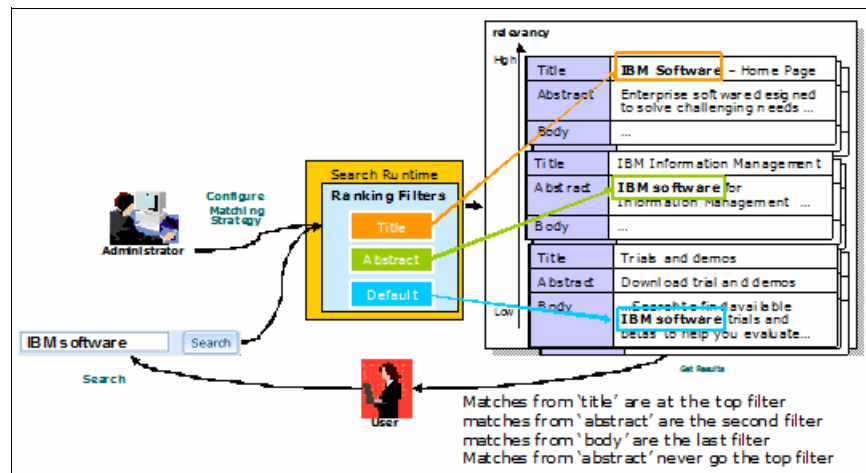 relevancy
High
Title IBM Software – Home Page
Abstract Enterprise software designed
to solve challenging needs ...
Body ...
Title IBM Information Management
Abstract IBM software for
Information Management ...
Body ...
Title Trials and demos
Abstract Download trial and demos
Body ...Search to find available
IBM software trials and
betas to help you evaluate...
Low
Search Runtime
Ranking Filters
Title
Abstract
Default
Configure
Matching
Strategy
Administrator
IBM software Search
Search
User
Get Results
Matches from 'title' are at the top filter
matches from 'abstract' are the second filter
matches from 'body' are the last filter
Matches from 'abstract' never go the top filter